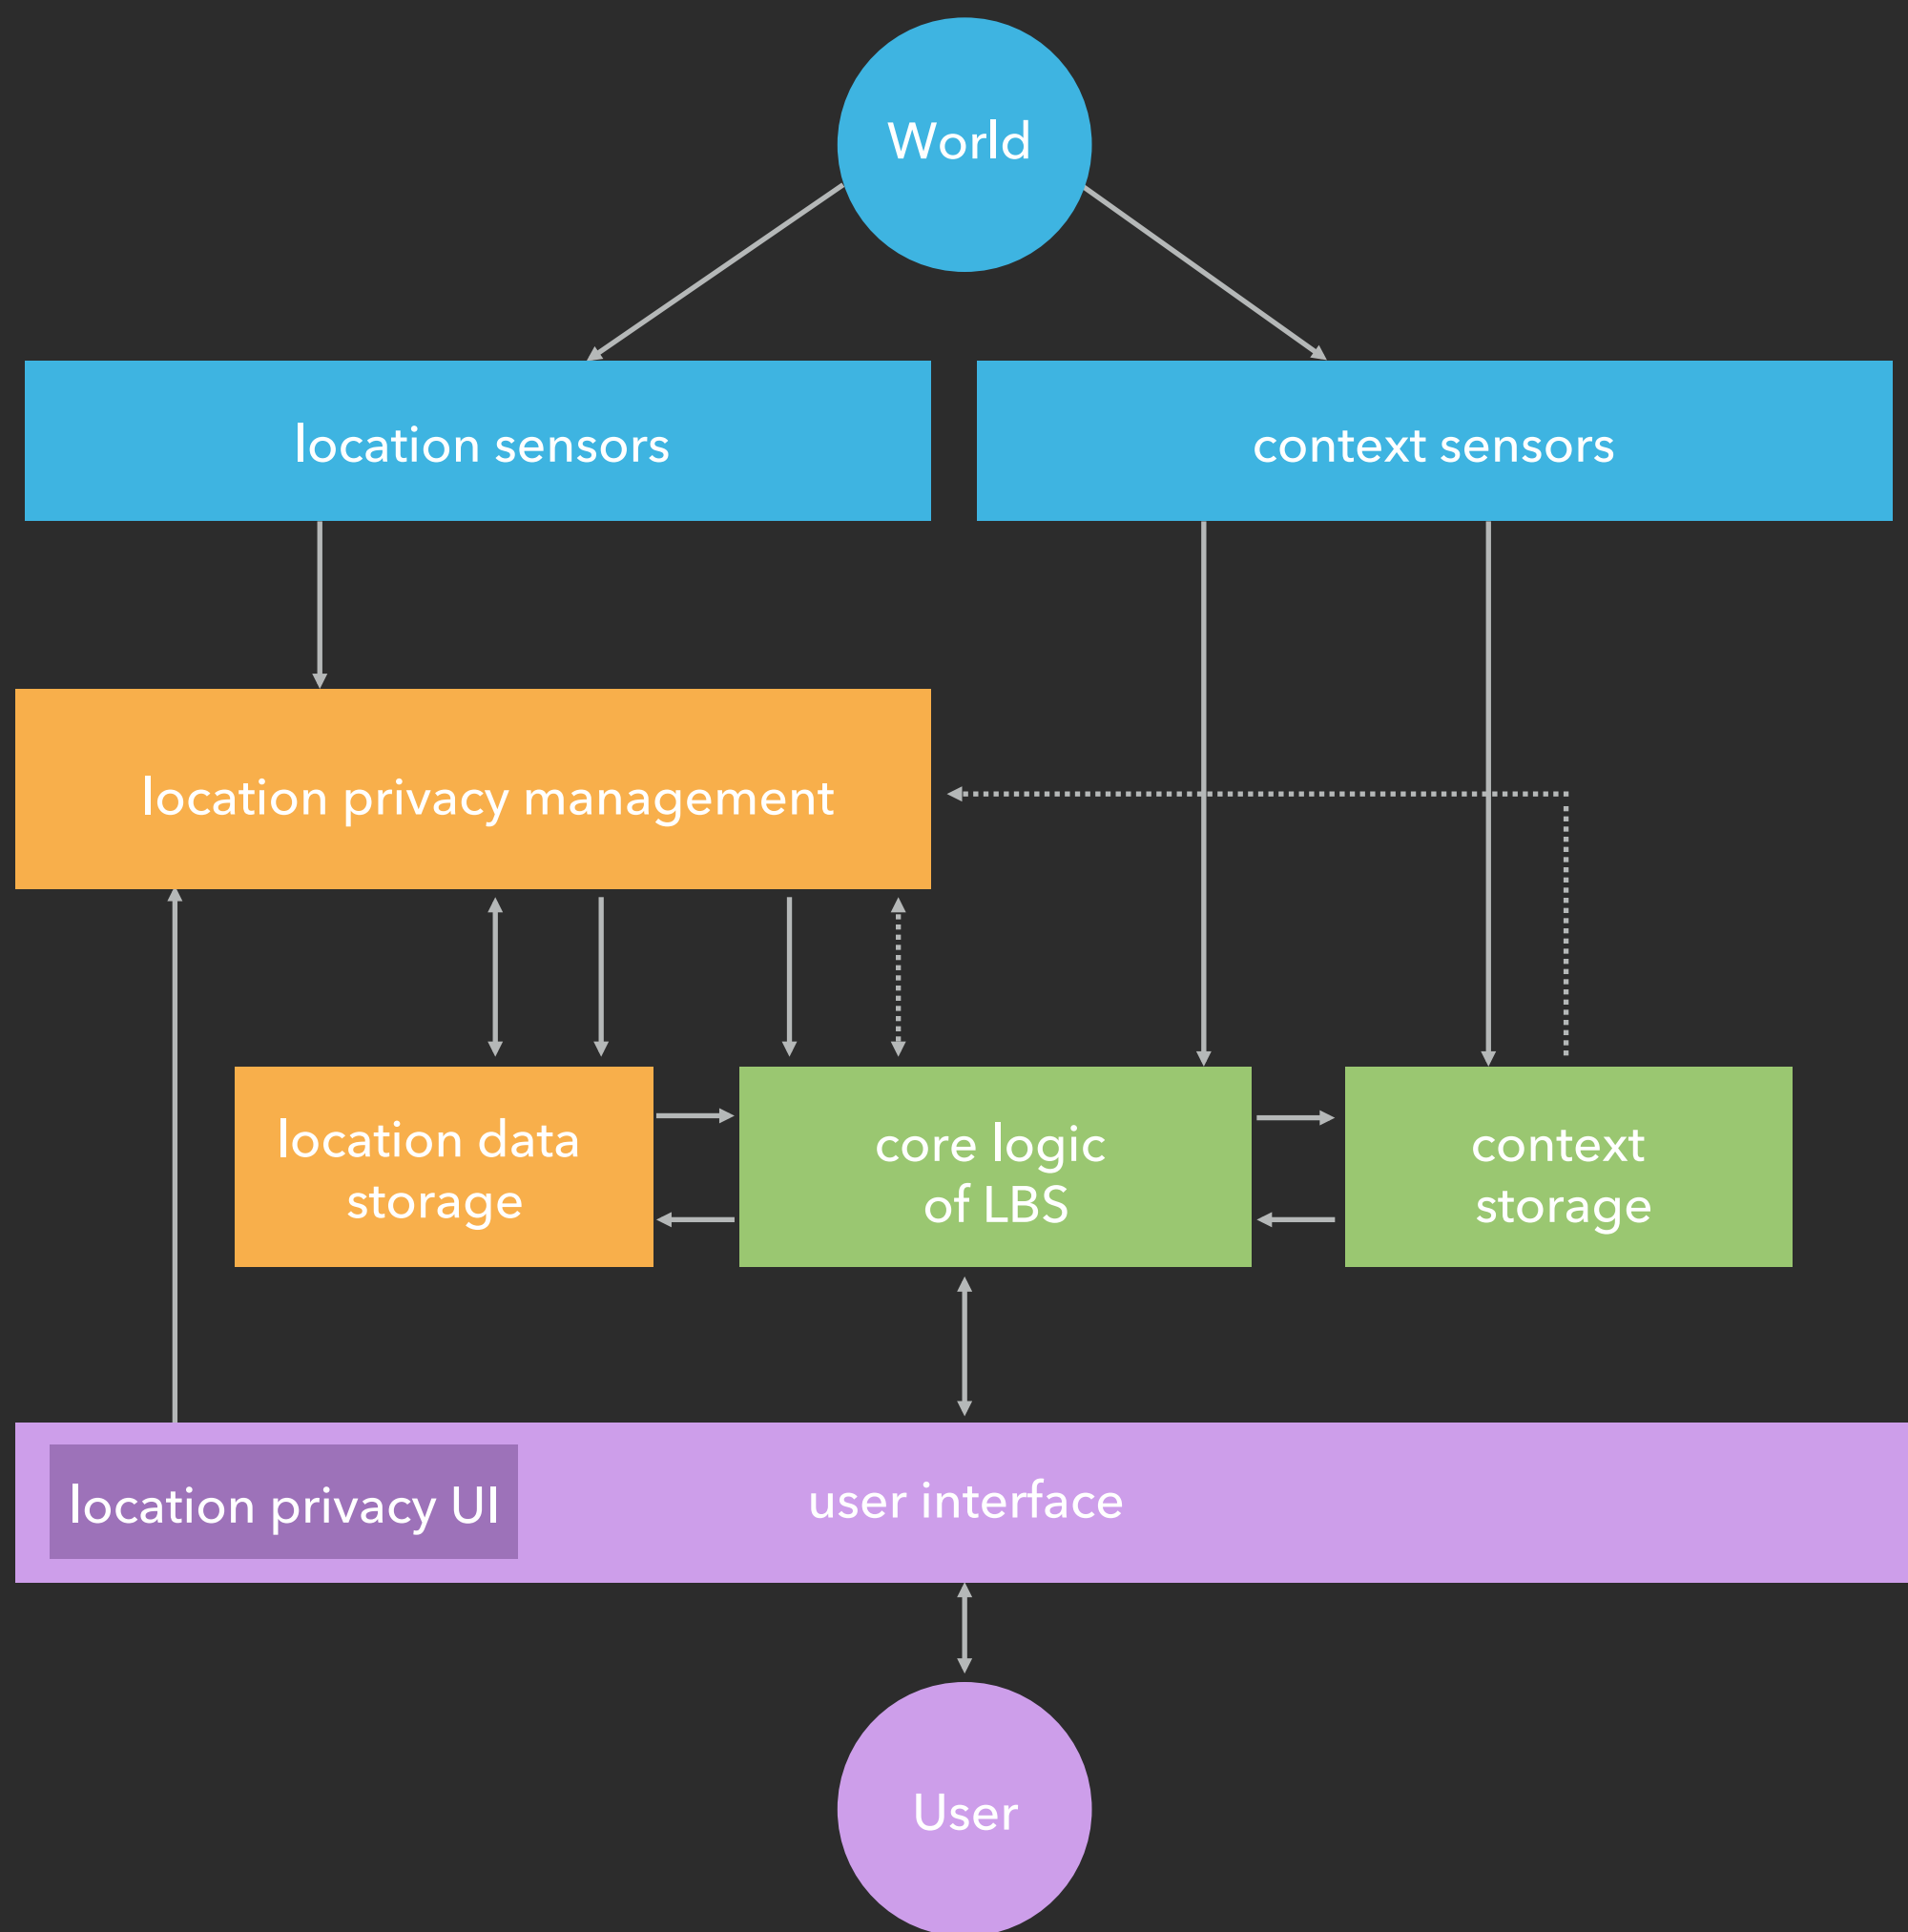 World
location sensors
context sensors
location privacy management
location data
storage
core logic
of LBS
context
storage
location privacy UI
user interface
User